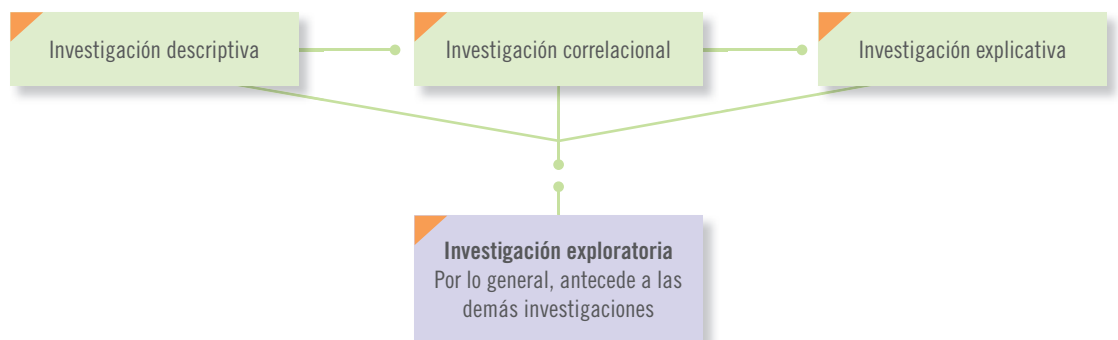 Investigación descriptiva
Investigación correlacional
Investigación explicativa
Investigación exploratoria
Por lo general, antecede a las
demás investigaciones